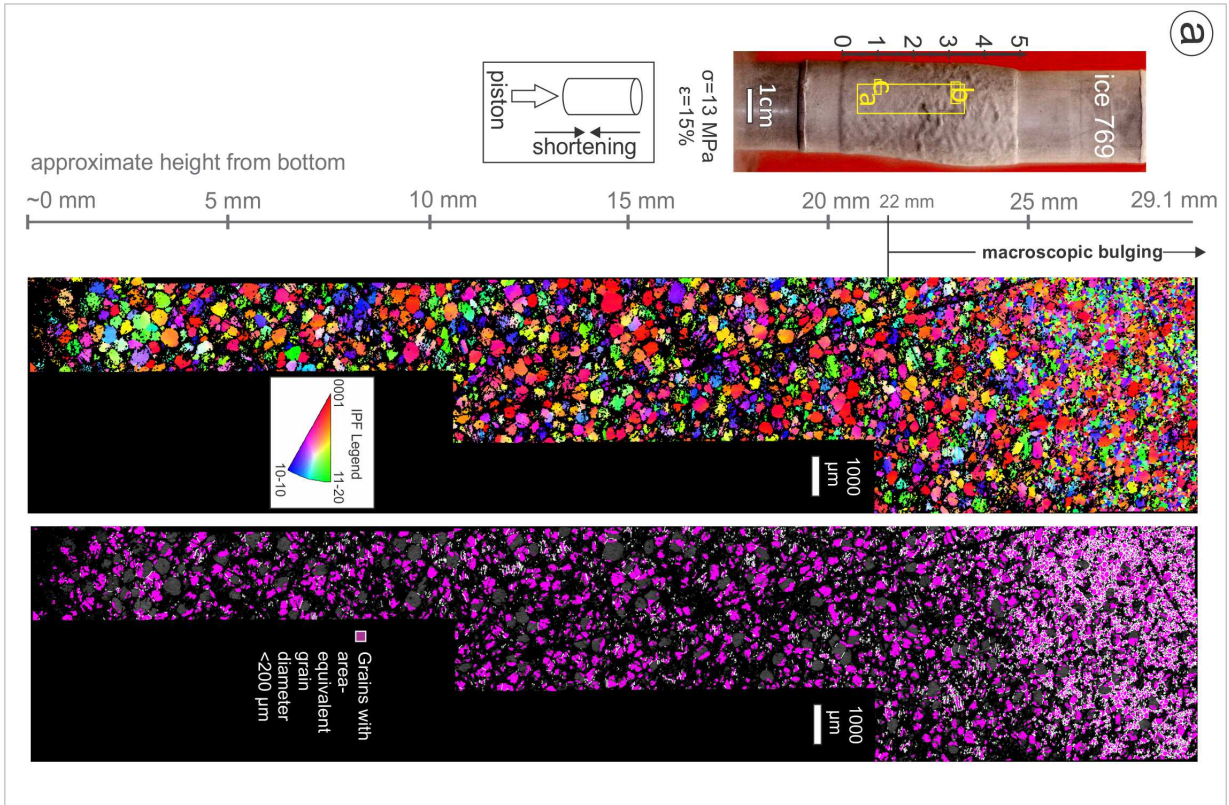 a
0 1 2 3 4 5
ice 769
a
b
c
1cm
σ=13 MPa
ε=15%
piston
shortening
approximate height from bottom
~0 mm 5 mm 10 mm 15 mm 20 mm 22 mm 25 mm 29.1 mm
macroscopic bulging
IPF Legend
0001
11-20
10-10
1000
µm
Grains with
area-
equivalent
grain
diameter
<200 µm
1000
µm